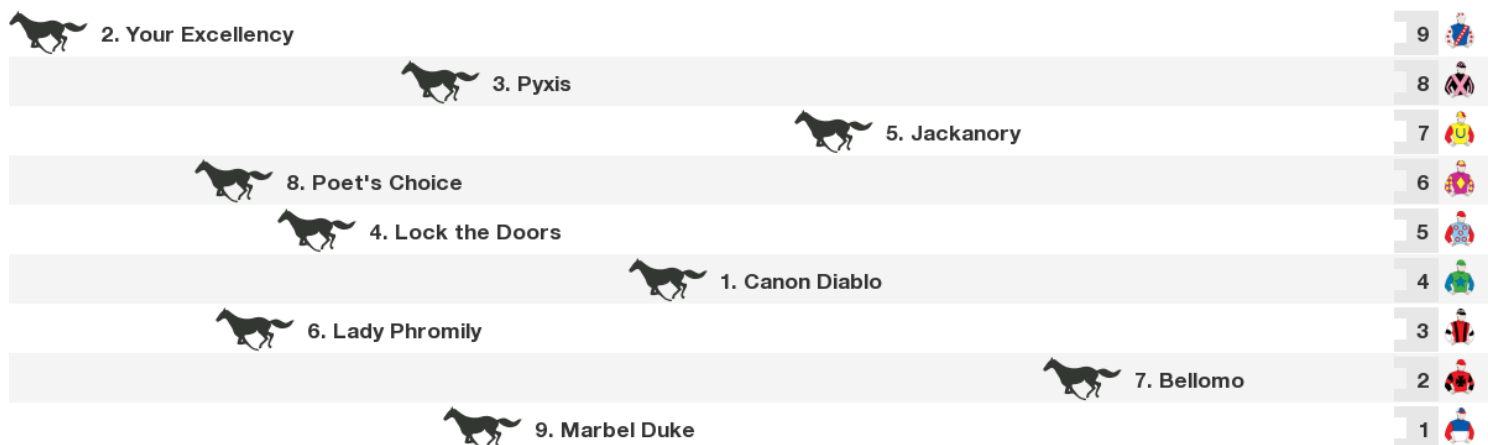 2. Your Excellency 9
3. Pyxis 8
5. Jackanory 7
8. Poet's Choice 6
4. Lock the Doors 5
1. Canon Diablo 4
6. Lady Phromily 3
7. Bellomo 2
9. Marbel Duke 1